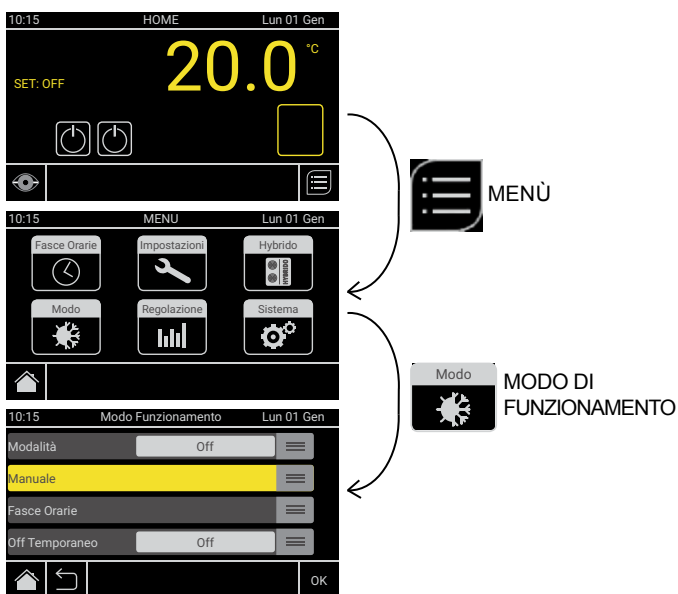 10:15 HOME Lun 01 Gen
20.0 °C
SET: OFF
MENÙ
10:15 MENU Lun 01 Gen
Fasce Orarie Impostazioni Hybrido
HYBRIDO
Modo Regolazione Sistema
Modo
MODO DI
FUNZIONAMENTO
10:15 Modo Funzionamento Lun 01 Gen
Modalità Off
Manuale
Fasce Orarie
Off Temporaneo Off
OK